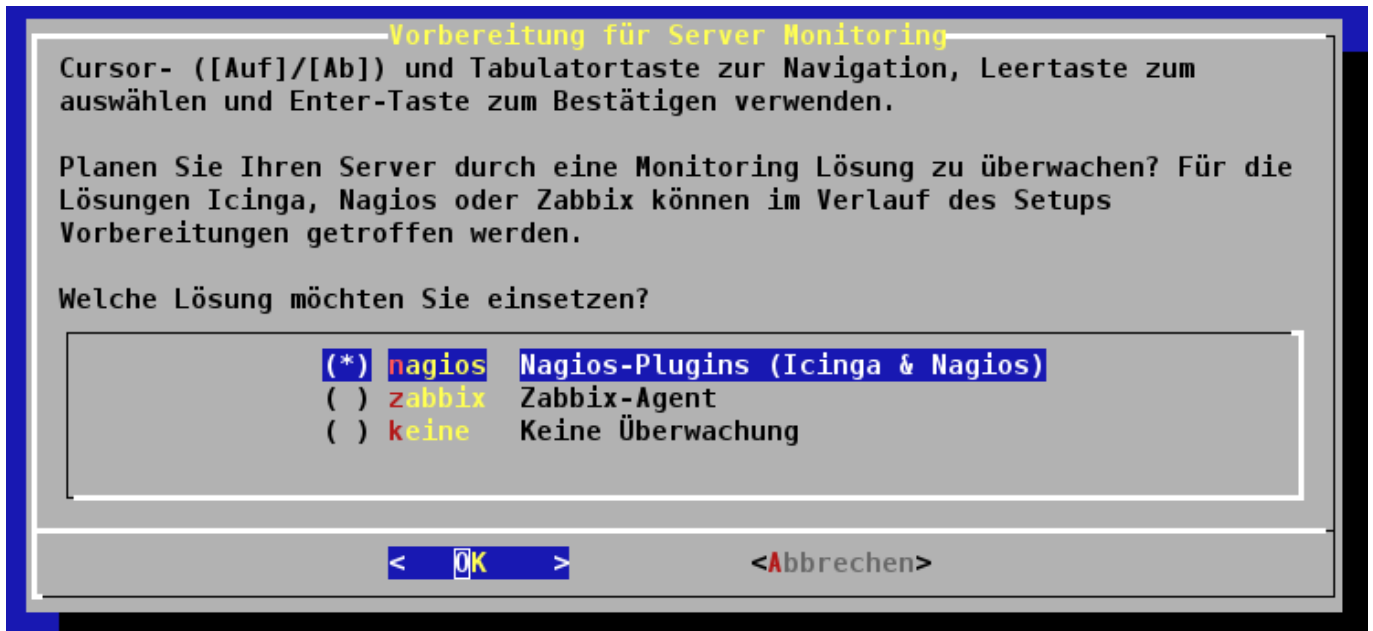 Vorbereitung für Server Monitoring
Cursor- ([Auf]/[Ab]) und Tabulatortaste zur Navigation, Leertaste zum
auswählen und Enter-Taste zum Bestätigen verwenden.
Planen Sie Ihren Server durch eine Monitoring Lösung zu überwachen? Für die
Lösungen Icinga, Nagios oder Zabbix können im Verlauf des Setups
Vorbereitungen getroffen werden.
Welche Lösung möchten Sie einsetzen?
(*) nagios Nagios-Plugins (Icinga & Nagios)
( ) zabbix Zabbix-Agent
( ) keine Keine Überwachung
< OK > <Abbrechen>